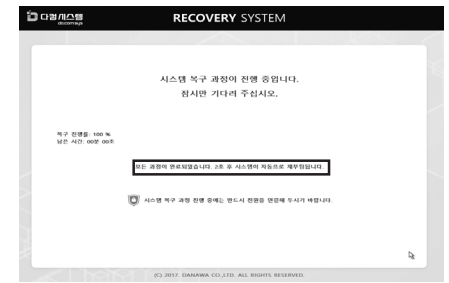 다컴시스템
dacomsys
RECOVERY SYSTEM
시스템 복구 과정이 진행 중입니다.
잠시만 기다려 주십시오.
복구 진행률: 100 %
남은 시간: 00분 00초
모든 과정이 완료되었습니다. 2초 후 시스템이 자동으로 재부팅됩니다.
시스템 복구 과정 진행 중에는 반드시 전원을 연결해 두시기 바랍니다.
(C) 2017. DANAWA CO.,LTD. ALL RIGHTS RESERVED.